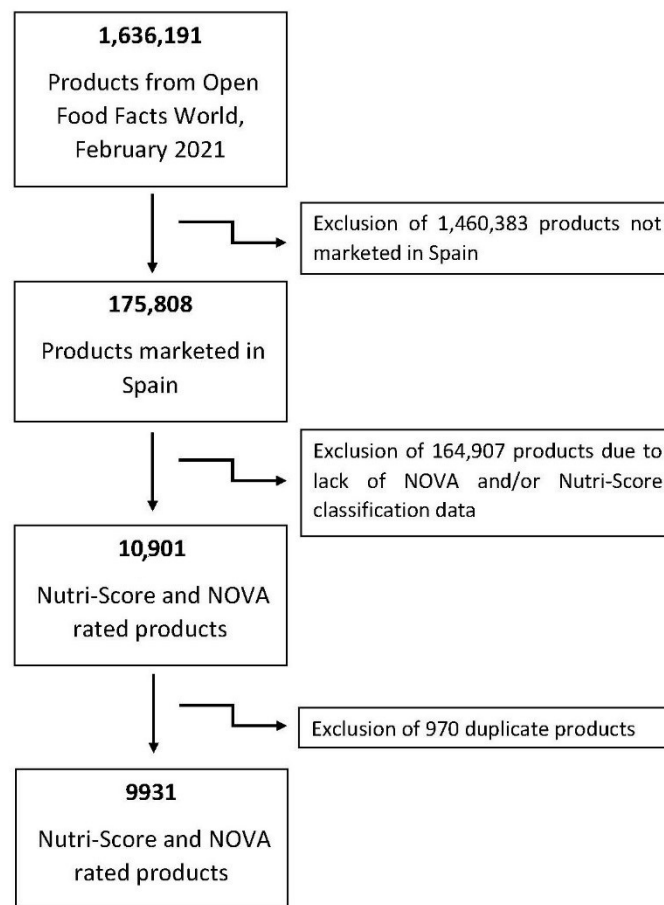 1,636,191
Products from Open
Food Facts World,
February 2021
Exclusion of 1,460,383 products not
marketed in Spain
175,808
Products marketed in
Spain
Exclusion of 164,907 products due to
lack of NOVA and/or Nutri-Score
classification data
10,901
Nutri-Score and NOVA
rated products
Exclusion of 970 duplicate products
9931
Nutri-Score and NOVA
rated products